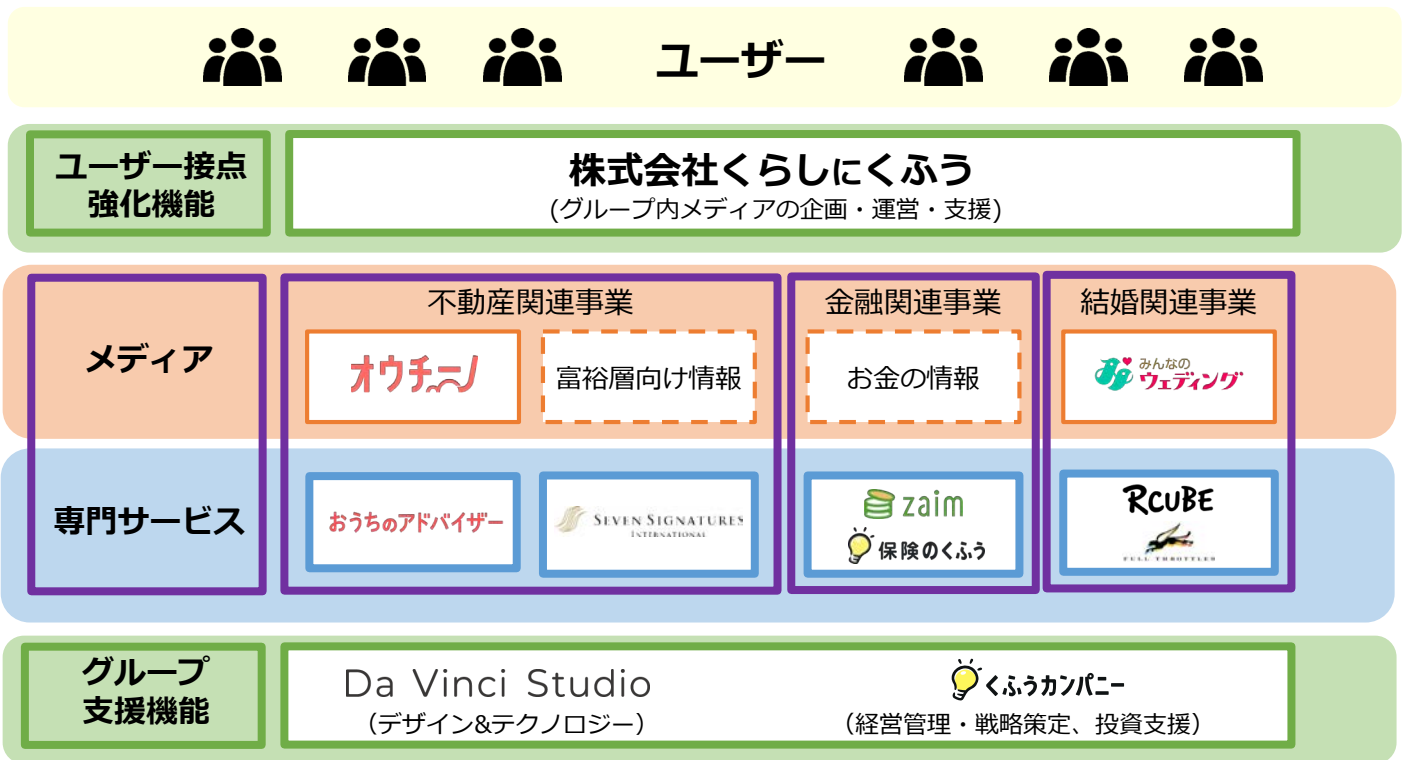 ユーザー
ユーザー接点
強化機能
株式会社くらしにくふう
(グループ内メディアの企画・運営・支援)
メディア
不動産関連事業
金融関連事業
結婚関連事業
オウチーノ
富裕層向け情報
お金の情報
みんなの
ウェディング
専門サービス
おうちのアドバイザー
SEVEN SIGNATURES
INTERNATIONAL
zaim
保険のくふう
RCUBE
FULL THROTTLES
グループ
支援機能
Da Vinci Studio
（デザイン&テクノロジー）
くふうカンパニー
（経営管理・戦略策定、投資支援）